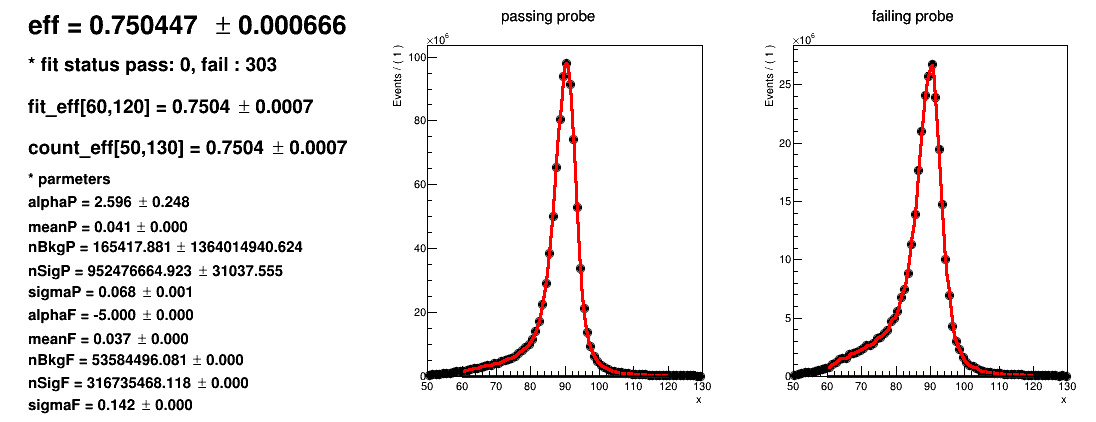 eff = 0.750447 ± 0.000666
* fit status pass: 0, fail : 303
fit_eff[60,120] = 0.7504 ± 0.0007
count_eff[50,130] = 0.7504 ± 0.0007
* parmeters
alphaP = 2.596 ± 0.248
meanP = 0.041 ± 0.000
nBkgP = 165417.881 ± 1364014940.624
nSigP = 952476664.923 ± 31037.555
sigmaP = 0.068 ± 0.001
alphaF = -5.000 ± 0.000
meanF = 0.037 ± 0.000
nBkgF = 53584496.081 ± 0.000
nSigF = 316735468.118 ± 0.000
sigmaF = 0.142 ± 0.000
passing probe
×10⁶
Events / ( 1 )
100
80
60
40
20
0
50 60 70 80 90 100 110 120 130
x
failing probe
×10⁶
Events / ( 1 )
25
20
15
10
5
0
50 60 70 80 90 100 110 120 130
x